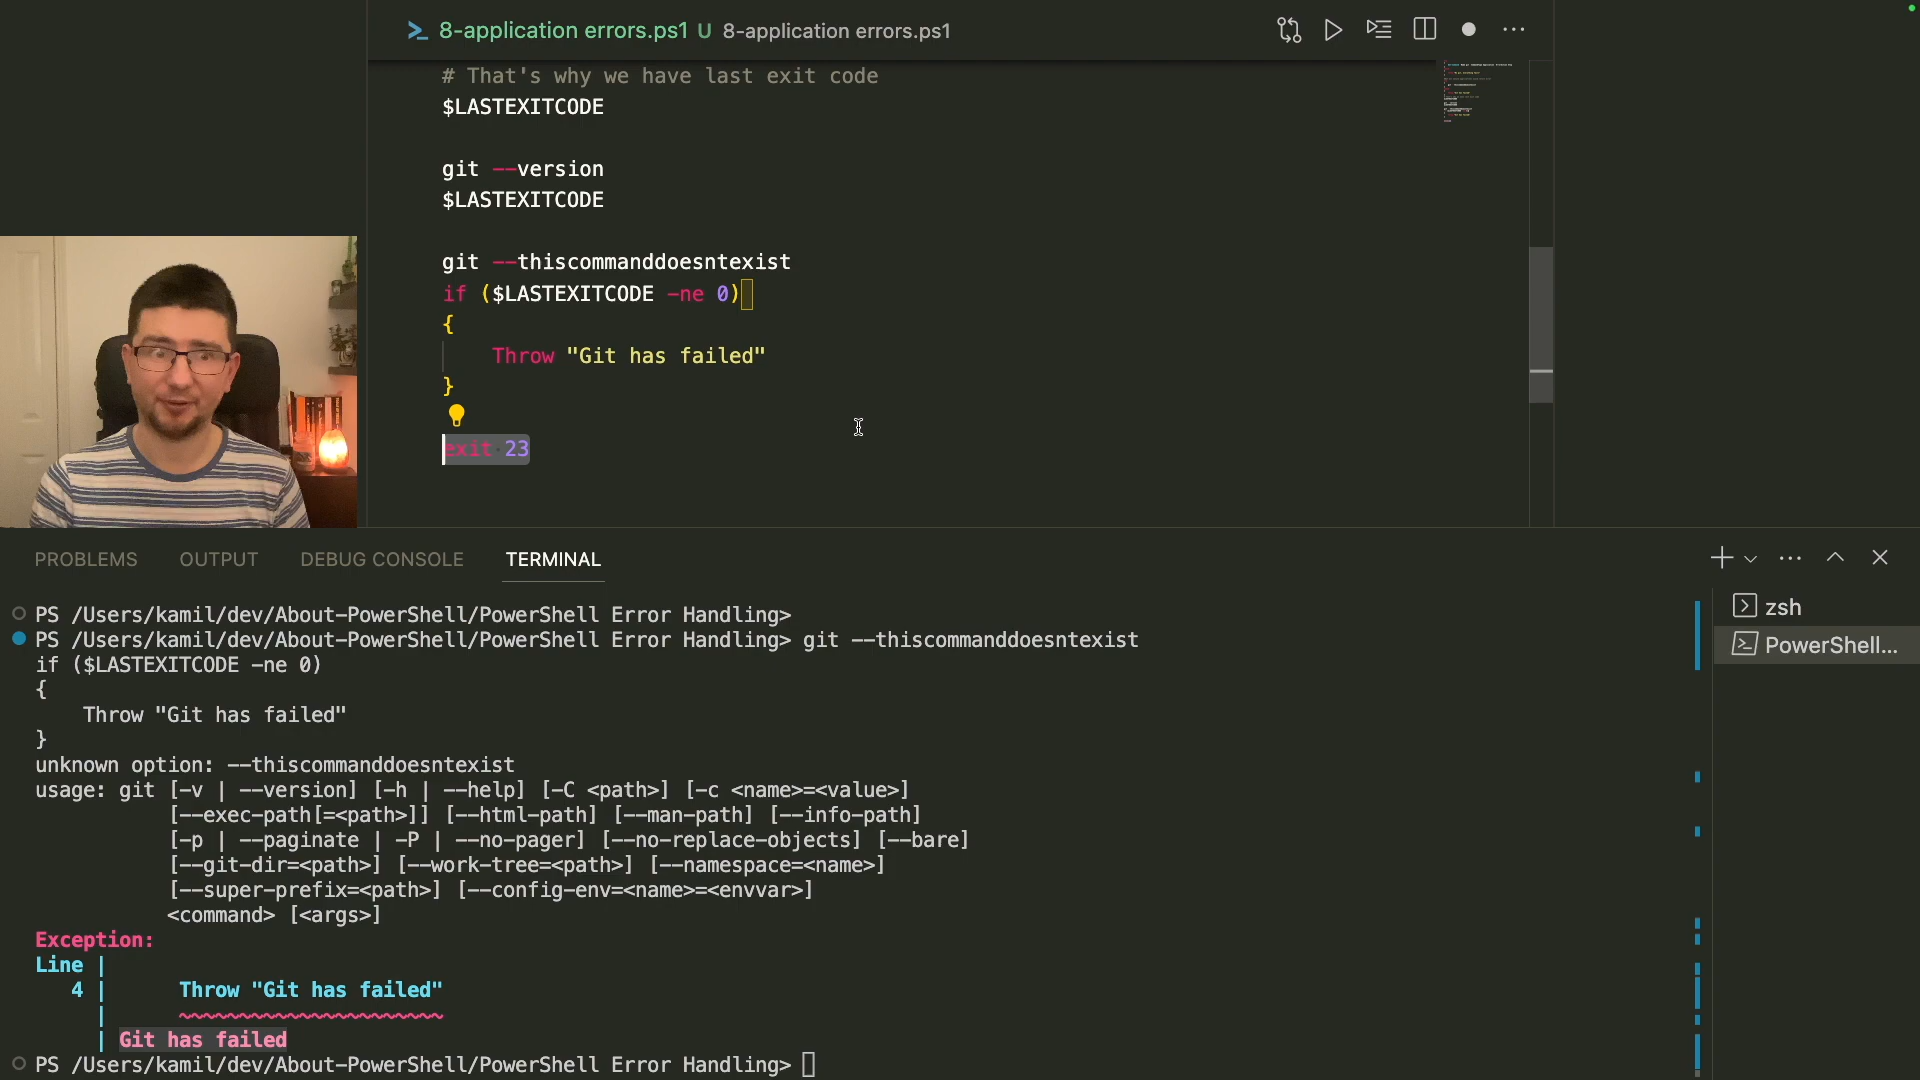 8-application errors.ps1 U 8-application errors.ps1
# That's why we have last exit code
$LASTEXITCODE
git --version
$LASTEXITCODE
git --thiscommanddoesntexist
if ($LASTEXITCODE -ne 0)
{
Throw "Git has failed"
}
exit 23
PROBLEMS OUTPUT DEBUG CONSOLE TERMINAL
PS /Users/kamil/dev/About-PowerShell/PowerShell Error Handling>
PS /Users/kamil/dev/About-PowerShell/PowerShell Error Handling> git --thiscommanddoesntexist
if ($LASTEXITCODE -ne 0)
{
Throw "Git has failed"
}
unknown option: --thiscommanddoesntexist
usage: git [-v | --version] [-h | --help] [-C <path>] [-c <name>=<value>]
[--exec-path[=<path>]] [--html-path] [--man-path] [--info-path]
[-p | --paginate | -P | --no-pager] [--no-replace-objects] [--bare]
[--git-dir=<path>] [--work-tree=<path>] [--namespace=<name>]
[--super-prefix=<path>] [--config-env=<name>=<envvar>]
<command> [<args>]
Exception:
Line |
4 | Throw "Git has failed"
| ~~~~~~~~~~~~~~~~~~~~~~
| Git has failed
PS /Users/kamil/dev/About-PowerShell/PowerShell Error Handling>
zsh
PowerShell...